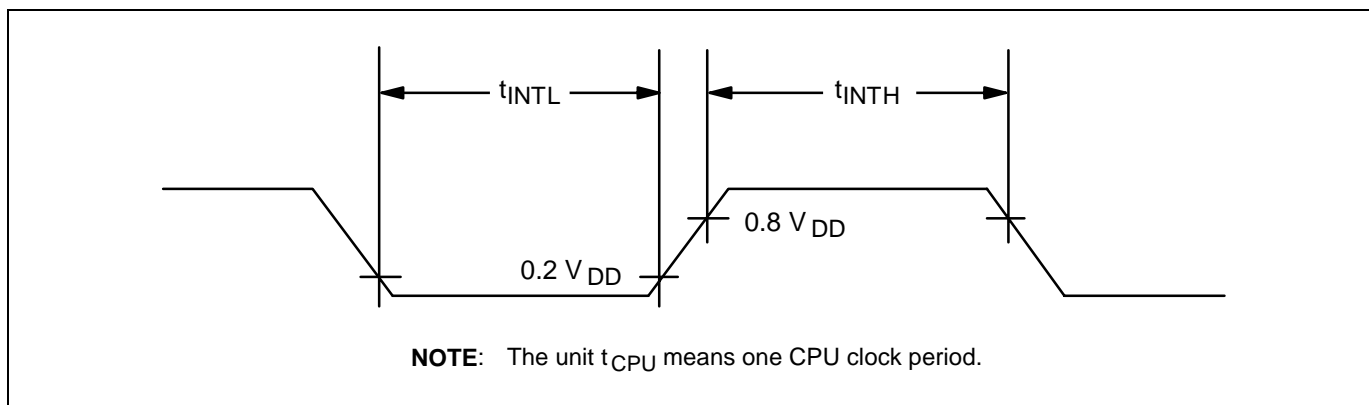 tINTL
tINTH
0.8 VDD
0.2 VDD
NOTE: The unit tCPU means one CPU clock period.